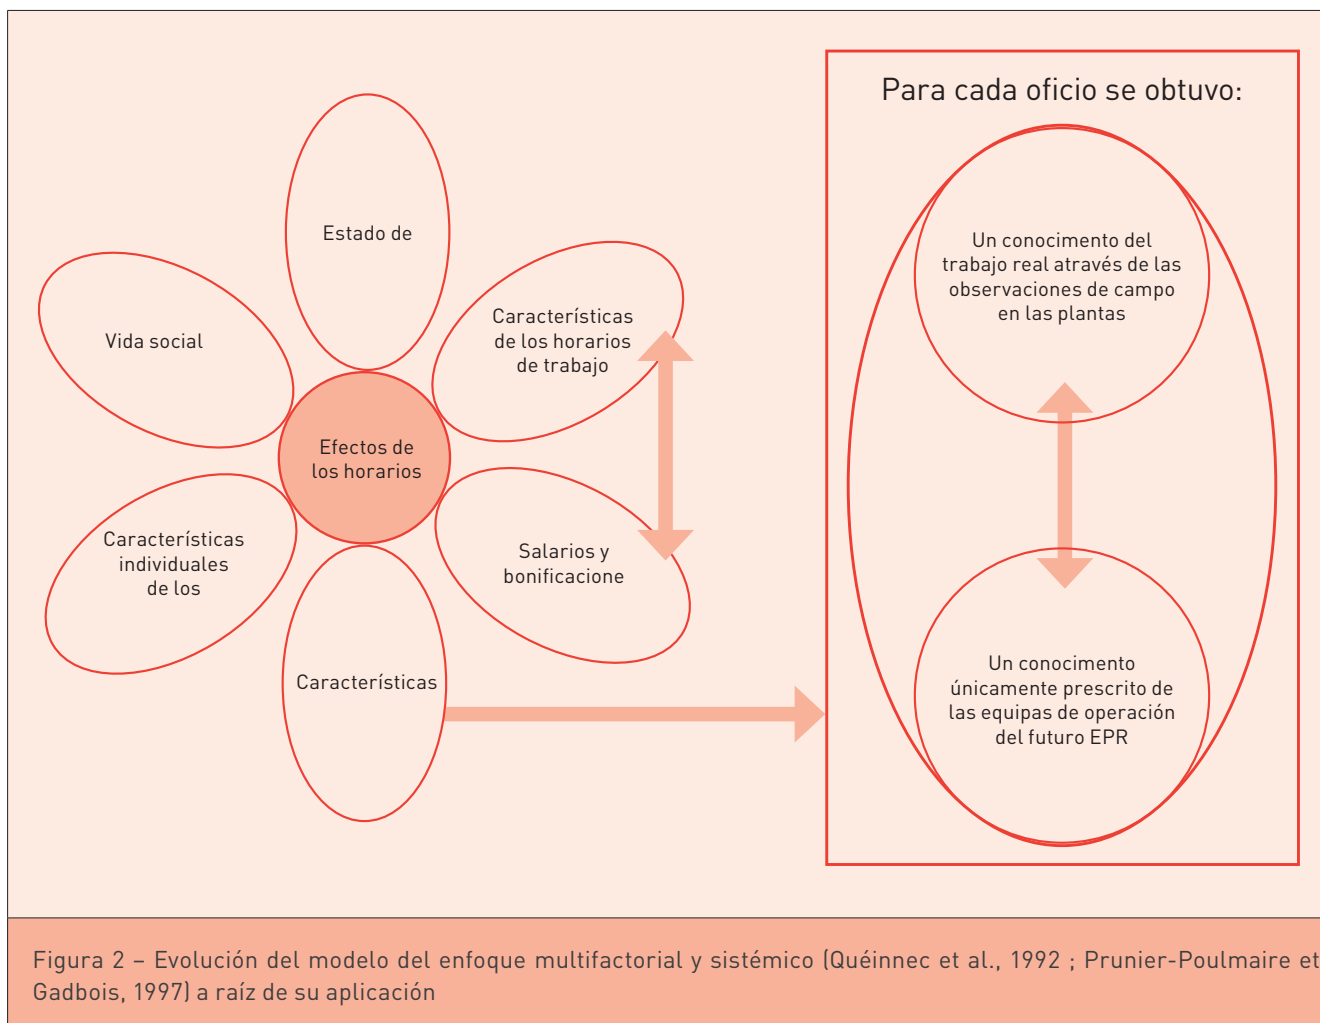 Para cada oficio se obtuvo:
Estado de
Vida social
Características
de los horarios
de trabajo
Efectos de
los horarios
Características
individuales
de los
Salarios y
bonificacione
Características
Un conocimento del
trabajo real através de las
observaciones de campo
en las plantas
Un conocimento
únicamente prescrito de
las equipas de operación
del futuro EPR
Figura 2 – Evolución del modelo del enfoque multifactorial y sistémico (Quéinnec et al., 1992 ; Prunier-Poulmaire et
Gadbois, 1997) a raíz de su aplicación